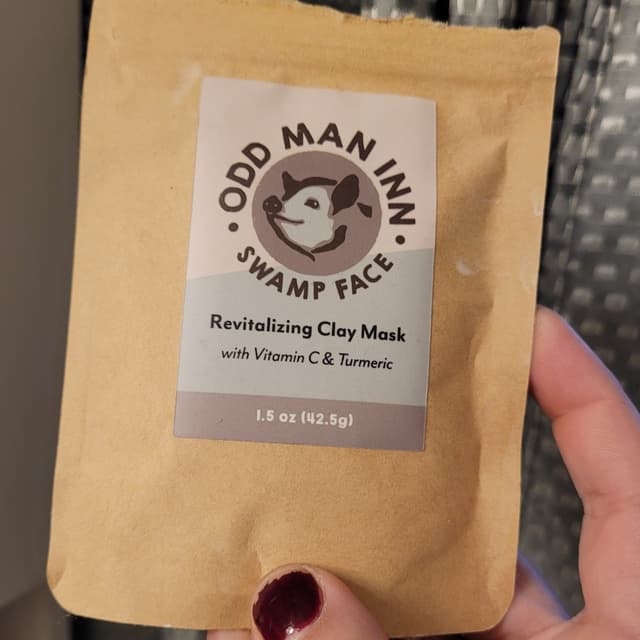 ODD MAN INN
SWAMP FACE
Revitalizing Clay Mask
with Vitamin C & Turmeric
1.5 oz (42.5g)